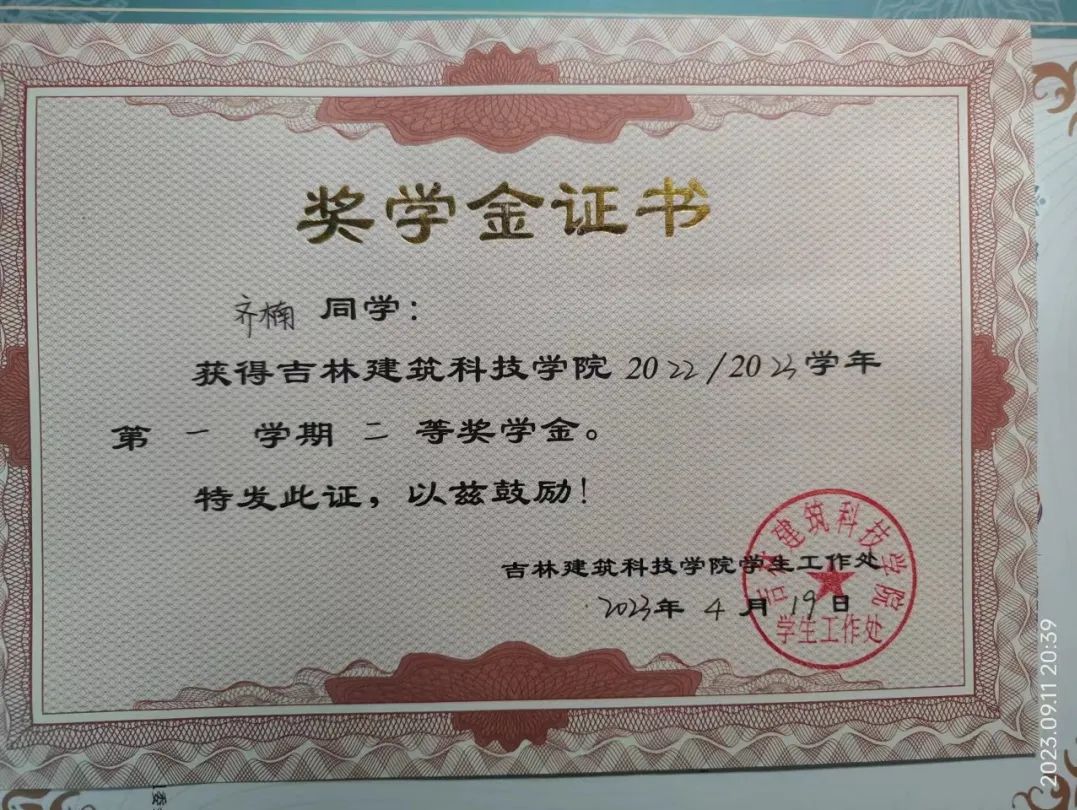 奖学金证书
齐楠 同学：
获得吉林建筑科技学院 2022/2023 学年
第 一 学期 二 等奖学金。
特发此证，以兹鼓励！
吉林建筑科技学院学生工作处
2023年 4 月 19 日
吉林建筑科技学院
学生工作处
2023.09.11 20:39